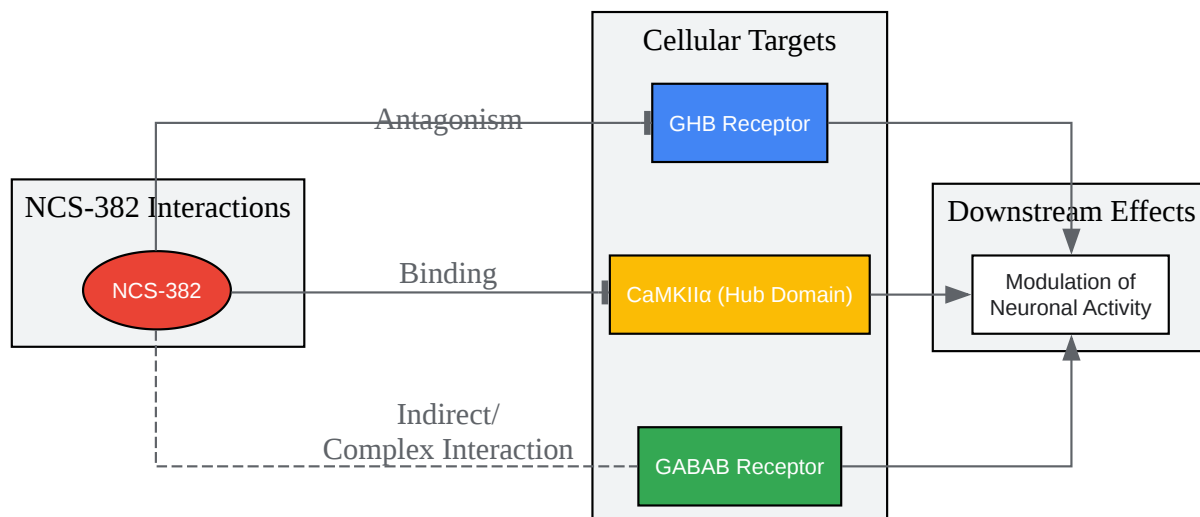 Cellular Targets
Antagonism
GHB Receptor
NCS-382 Interactions
Downstream Effects
NCS-382
Binding
CaMKIIα (Hub Domain)
Modulation of
Neuronal Activity
Indirect/
Complex Interaction
GABAB Receptor